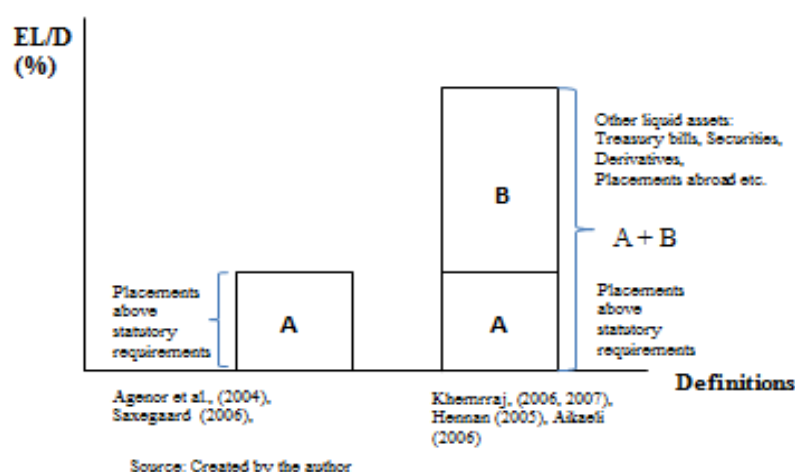 EL/D
(%)
Other liquid assets:
Treasury bills, Securities,
Derivatives,
Placements abroad etc.
B
A + B
Placements
above
statutory
requirements
A
A
Placements
above
statutory
requirements
Definitions
Agenor et al., (2004),
Saxegaard (2006),
Khemrraj, (2006, 2007),
Hennan (2005), Aikaeli
(2006)
Source: Created by the author